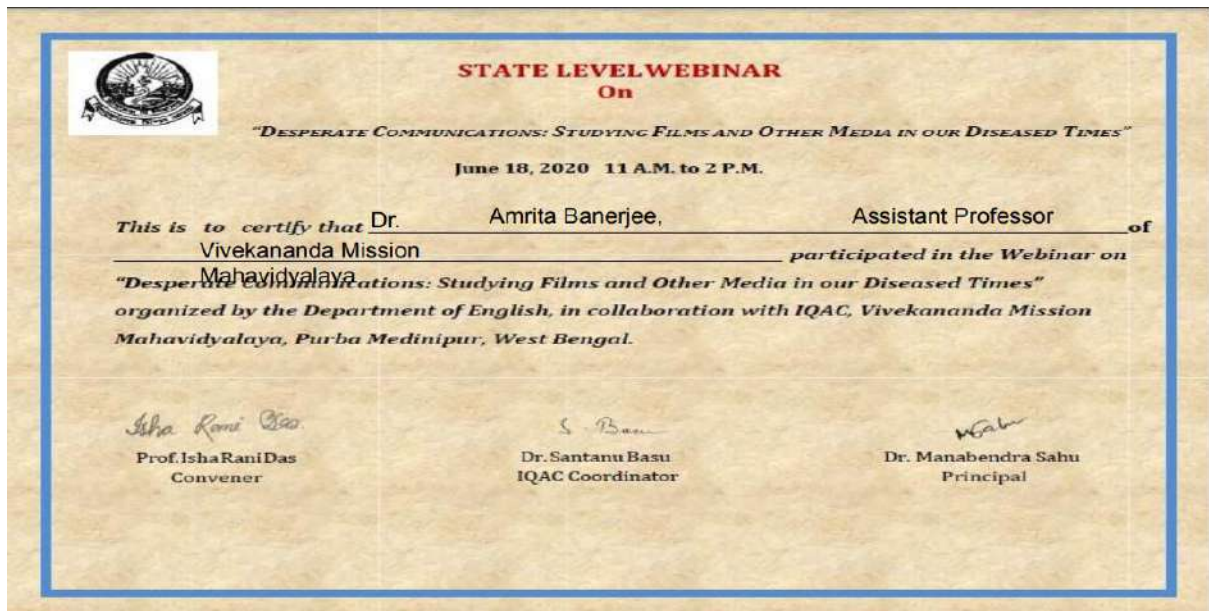 STATE LEVELWEBINAR
On
"DESPERATE COMMUNICATIONS: STUDYING FILMS AND OTHER MEDIA IN OUR DISEASED TIMES"
June 18, 2020 11 A.M. to 2 P.M.
This is to certify that Dr. Amrita Banerjee, Assistant Professor of
Vivekananda Mission participated in the Webinar on
Mahavidyalaya
"Desperate Communications: Studying Films and Other Media in our Diseased Times"
organized by the Department of English, in collaboration with IQAC, Vivekananda Mission
Mahavidyalaya, Purba Medinipur, West Bengal.
Isha Rani Das.
S. Basu
Prof.IshaRaniDas
Dr.Santanu Basu
Dr. Manabendra Sahu
Convener
IQAC Coordinator
Principal